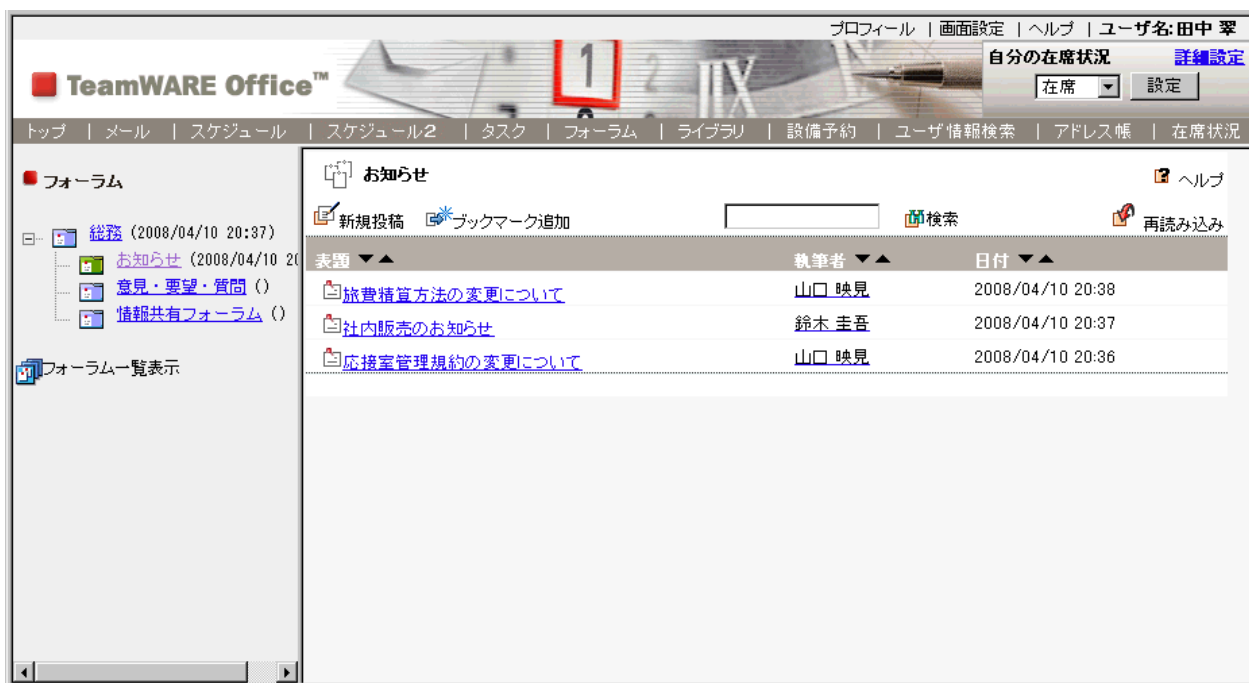 プロフィール | 画面設定 | ヘルプ | ユーザ名:田中 翠
自分の在席状況 詳細設定
TeamWARE Office™
1 2 IX
在席 設定
トップ | メール | スケジュール | スケジュール2 | タスク | フォーラム | ライブラリ | 設備予約 | ユーザ情報検索 | アドレス帳 | 在席状況
フォーラム
総務 (2008/04/10 20:37)
お知らせ (2008/04/10 20
意見・要望・質問 ()
情報共有フォーラム ()
フォーラム一覧表示
お知らせ ヘルプ
新規投稿 ブックマーク追加 検索 再読み込み
表題 ▼▲ 執筆者 ▼▲ 日付 ▼▲
旅費精算方法の変更について 山口 映見 2008/04/10 20:38
社内販売のお知らせ 鈴木 圭吾 2008/04/10 20:37
応接室管理規約の変更について 山口 映見 2008/04/10 20:36